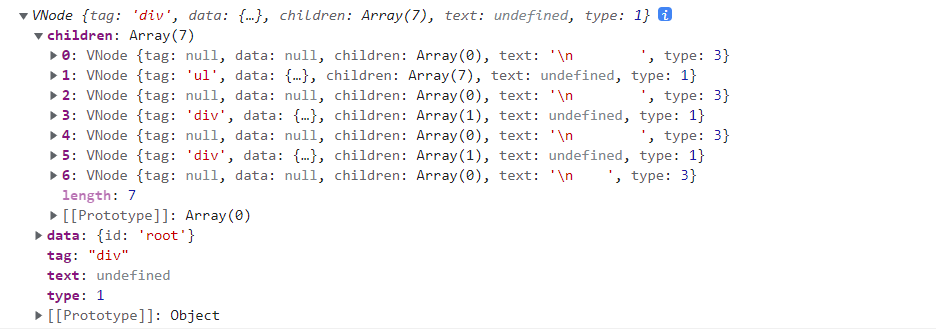 VNode {tag: 'div', data: {…}, children: Array(7), text: undefined, type: 1} i
children: Array(7)
0: VNode {tag: null, data: null, children: Array(0), text: '\n        ', type: 3}
1: VNode {tag: 'ul', data: {…}, children: Array(7), text: undefined, type: 1}
2: VNode {tag: null, data: null, children: Array(0), text: '\n        ', type: 3}
3: VNode {tag: 'div', data: {…}, children: Array(1), text: undefined, type: 1}
4: VNode {tag: null, data: null, children: Array(0), text: '\n        ', type: 3}
5: VNode {tag: 'div', data: {…}, children: Array(1), text: undefined, type: 1}
6: VNode {tag: null, data: null, children: Array(0), text: '\n    ', type: 3}
length: 7
[[Prototype]]: Array(0)
data: {id: 'root'}
tag: "div"
text: undefined
type: 1
[[Prototype]]: Object